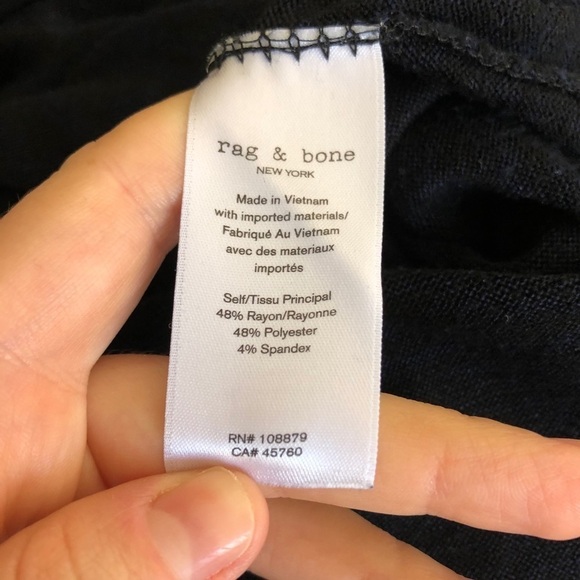 rag & bone
NEW YORK
Made in Vietnam
with imported materials/
Fabriqué Au Vietnam
avec des materiaux
importés
Self/Tissu Principal
48% Rayon/Rayonne
48% Polyester
4% Spandex
RN# 108879
CA# 45760